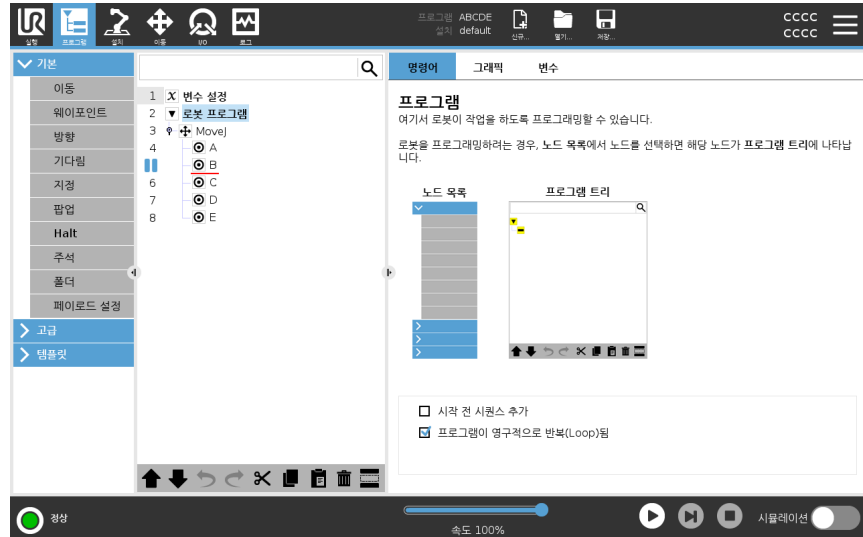 UR
실행
프로그램
설치
이동
I/O
로그
프로그램 ABCDE
설치 default
신규...
열기...
저장...
cccc
cccc
기본
이동
웨이포인트
방향
기다림
지정
팝업
Halt
주석
폴더
페이로드 설정
고급
템플릿
1 X 변수 설정
2 ▼ 로봇 프로그램
3 MoveJ
4 A
B
6 C
7 D
8 E
명령어 그래픽 변수
프로그램
여기서 로봇이 작업을 하도록 프로그래밍할 수 있습니다.
로봇을 프로그래밍하려는 경우, 노드 목록에서 노드를 선택하면 해당 노드가 프로그램 트리에 나타납
니다.
노드 목록 프로그램 트리
시작 전 시퀀스 추가
프로그램이 영구적으로 반복(Loop)됨
정상
속도 100%
시뮬레이션